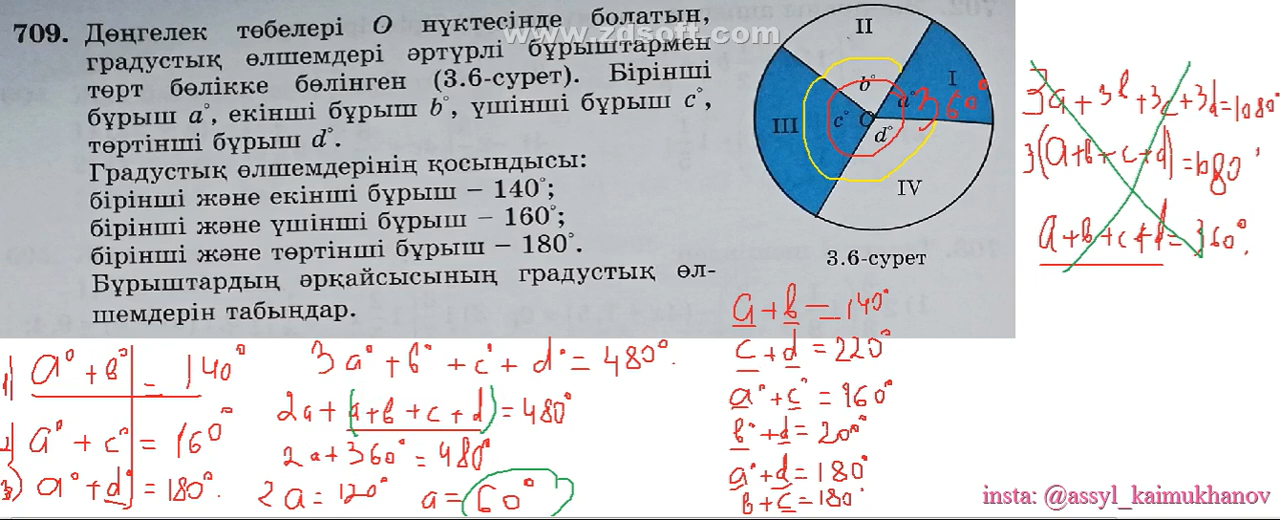 709. Дөңгелек төбелері O нүктесінде болатын,
градустық өлшемдері әртүрлі бұрыштармен
төрт бөлікке бөлінген (3.6-сурет). Бірінші
бұрыш a°, екінші бұрыш b°, үшінші бұрыш c°,
төртінші бұрыш d°.
Градустық өлшемдерінің қосындысы:
бірінші және екінші бұрыш – 140°;
бірінші және үшінші бұрыш – 160°;
бірінші және төртінші бұрыш – 180°.
Бұрыштардың әрқайсысының градустық өл-
шемдерін табыңдар.
www.zdsoft.com
II
I
b°
a°
360°
III
c°
O
d°
IV
3.6-сурет
3a + 3b + 3c + 3d = 1080°
3(a+b+c+d) = 1080°
a+b+c+d = 360°.
1) a° + b° = 140°
2) a° + c° = 160°
3) a° + d° = 180°.
3a° + b° + c° + d° = 480°.
2a + (a+b+c+d) = 480°
2a + 360° = 480°
2a = 120° a = 60°
a + b = 140°
c + d = 220°
a° + c° = 160°
b° + d = 200°
a° + d = 180°
b + c = 180°
insta: @assyl_kaimukhanov